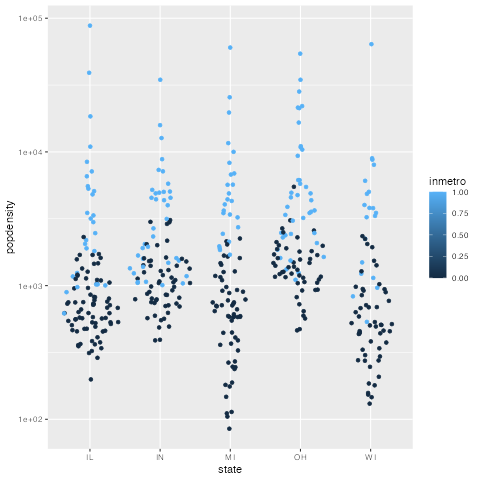 1e+05
1e+04
1e+03
1e+02
popdensity
IL IN MI OH WI
state
inmetro
1.00
0.75
0.50
0.25
0.00